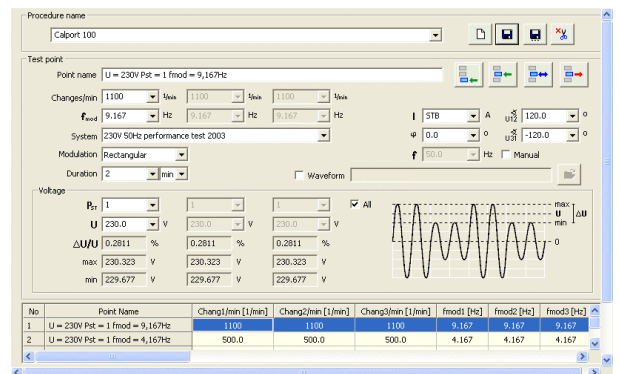 Procedure name
Calport 100
Test point
Point name U = 230V Pst = 1 fmod = 9,167Hz
Changes/min 1100 1/min 1100 1/min 1100 1/min
fmod 9.167 Hz 9.167 Hz 9.167 Hz I STB A U12 120.0 °
System 230V 50Hz performance test 2003 φ 0.0 ° U31 -120.0 °
Modulation Rectangular f 50.0 Hz Manual
Duration 2 min Waveform
Voltage
PST 1 1 1 All max
U 230.0 V 230.0 V 230.0 V U ΔU
ΔU/U 0.2811 % 0.2811 % 0.2811 % min
max 230.323 V 230.323 V 230.323 V 0
min 229.677 V 229.677 V 229.677 V
No Point Name Chang1/min [1/min] Chang2/min [1/min] Chang3/min [1/min] fmod1 [Hz] fmod2 [Hz] fmod3 [Hz]
1 U = 230V Pst = 1 fmod = 9,167Hz 1100 1100 1100 9.167 9.167 9.167
2 U = 230V Pst = 1 fmod = 4,167Hz 500.0 500.0 500.0 4.167 4.167 4.167